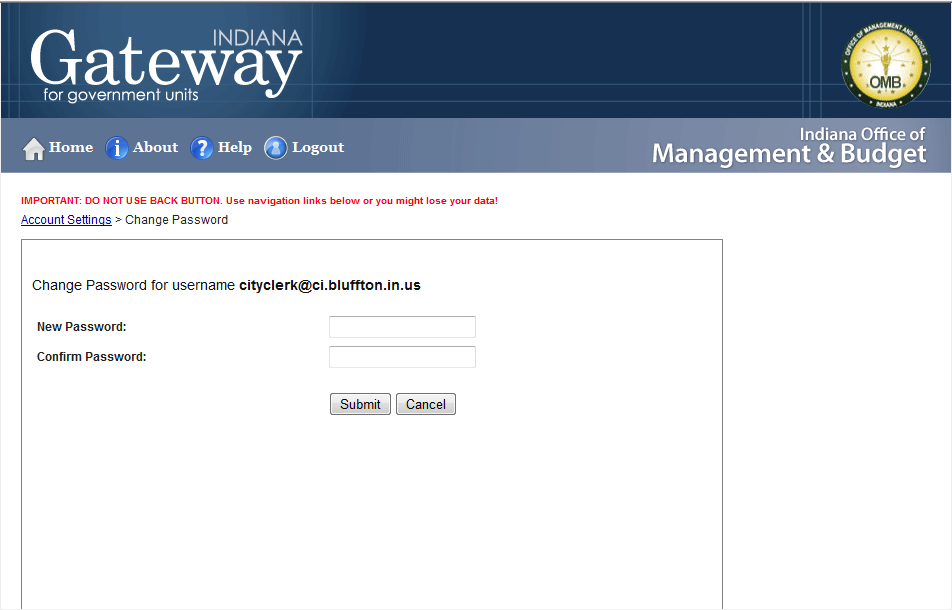 INDIANA
Gateway
for government units
OFFICE OF MANAGEMENT AND BUDGET
OMB
INDIANA
Home About Help Logout
Indiana Office of
Management & Budget
IMPORTANT: DO NOT USE BACK BUTTON. Use navigation links below or you might lose your data!
Account Settings > Change Password
Change Password for username cityclerk@ci.bluffton.in.us
New Password:
Confirm Password:
Submit Cancel